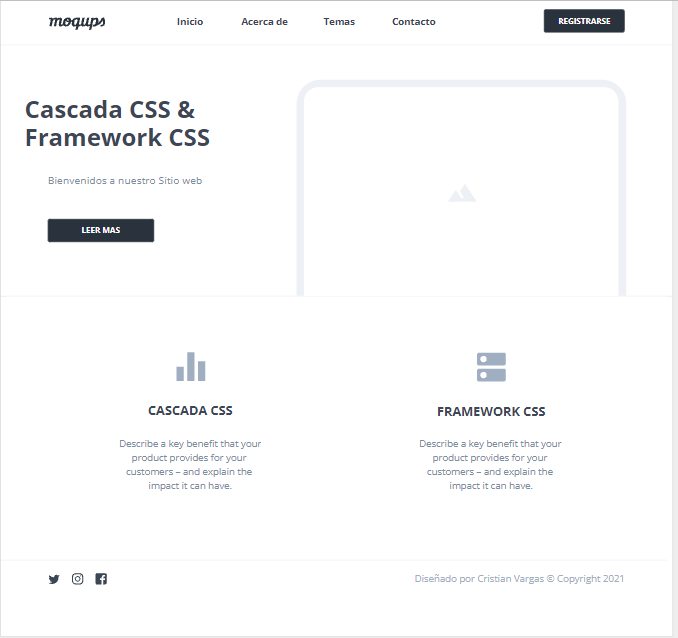 moqups
Inicio
Acerca de
Temas
Contacto
REGISTRARSE
Cascada CSS &
Framework CSS
Bienvenidos a nuestro Sitio web
LEER MAS
CASCADA CSS
Describe a key benefit that your
product provides for your
customers – and explain the
impact it can have.
FRAMEWORK CSS
Describe a key benefit that your
product provides for your
customers – and explain the
impact it can have.
Diseñado por Cristian Vargas © Copyright 2021